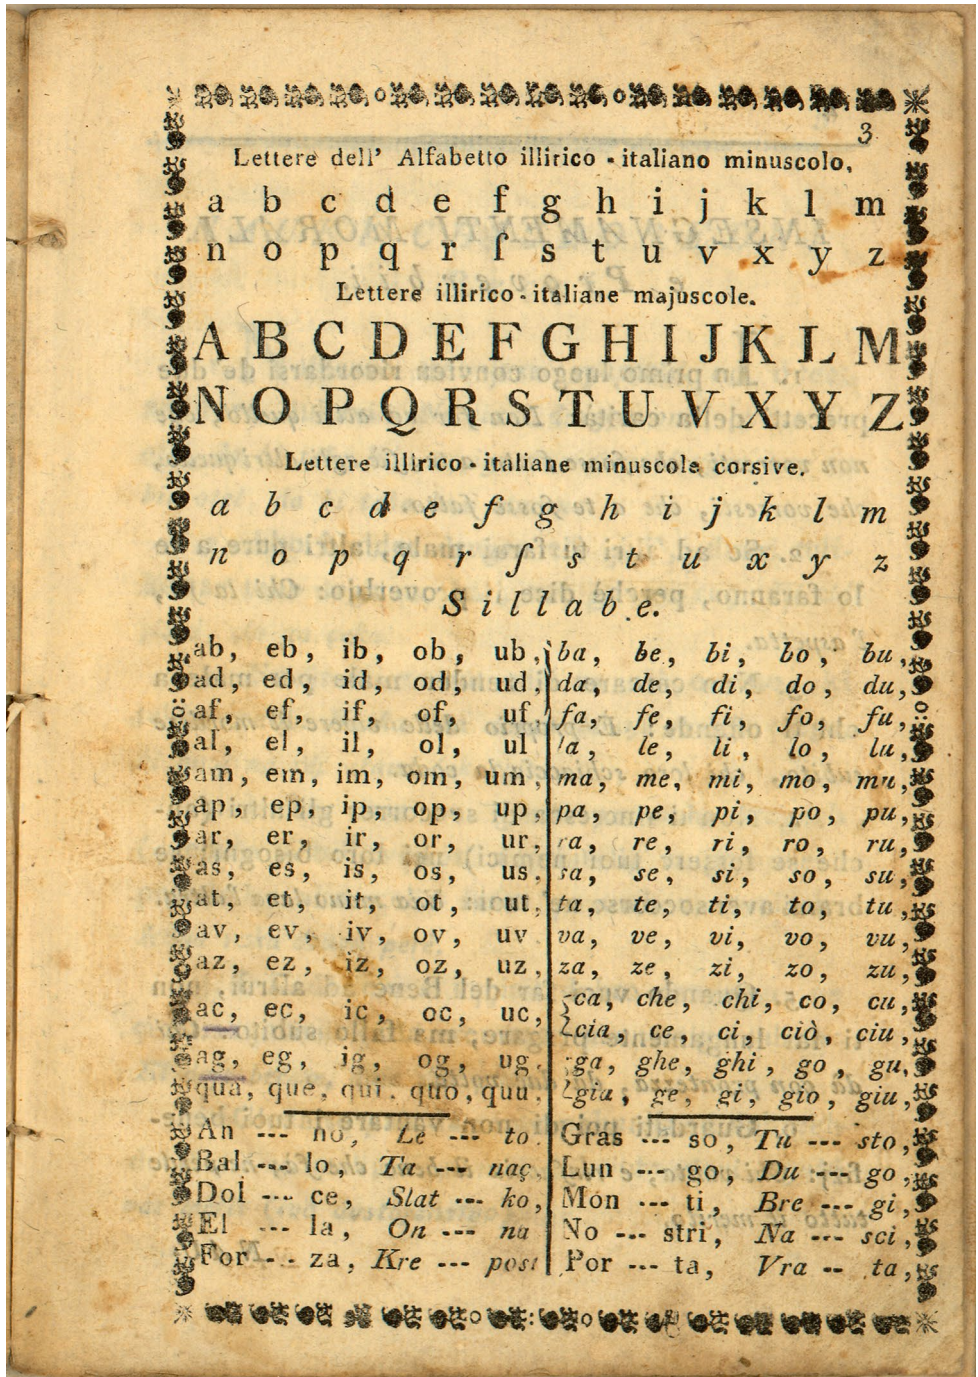 3
Lettere dell' Alfabetto illirico - italiano minuscolo,
a b c d e f g h i j k l m
n o p q r ſ s t u v x y z
Lettere illirico - italiane majuscole.
A B C D E F G H I J K L M
N O P Q R S T U V X Y Z
Lettere illirico - italiane minuscole corsive.
a b c d e f g h i j k l m
n o p q r ſ s t u x y z
Sillabe.
ab, eb, ib, ob, ub, ba, be, bi, bo, bu,
ad, ed, id, od, ud, da, de, di, do, du,
af, ef, if, of, uf, fa, fe, fi, fo, fu,
al, el, il, ol, ul la, le, li, lo, lu,
am, em, im, om, um, ma, me, mi, mo, mu,
ap, ep, ip, op, up, pa, pe, pi, po, pu,
ar, er, ir, or, ur, ra, re, ri, ro, ru,
as, es, is, os, us. sa, se, si, so, su,
at, et, it, ot, ut, ta, te, ti, to, tu,
av, ev, iv, ov, uv va, ve, vi, vo, vu,
az, ez, iz, oz, uz, za, ze, zi, zo, zu,
ac, ec, ic, oc, uc, ca, che, chi, co, cu,
cia, ce, ci, ciò, ciu,
ag, eg, ig, og, ug. ga, ghe, ghi, go, gu,
qua, que, qui, quo, quu. gia, ge, gi, gio, giu,
An --- no, Le --- to. Gras --- so, Tu --- sto,
Bal --- lo, Ta --- naç Lun --- go, Du --- go,
Dol --- ce, Slat --- ko, Mon --- ti, Bre --- gi,
El --- la, On --- na No --- stri, Na --- sci,
For --- za, Kre --- post Por --- ta, Vra -- ta,